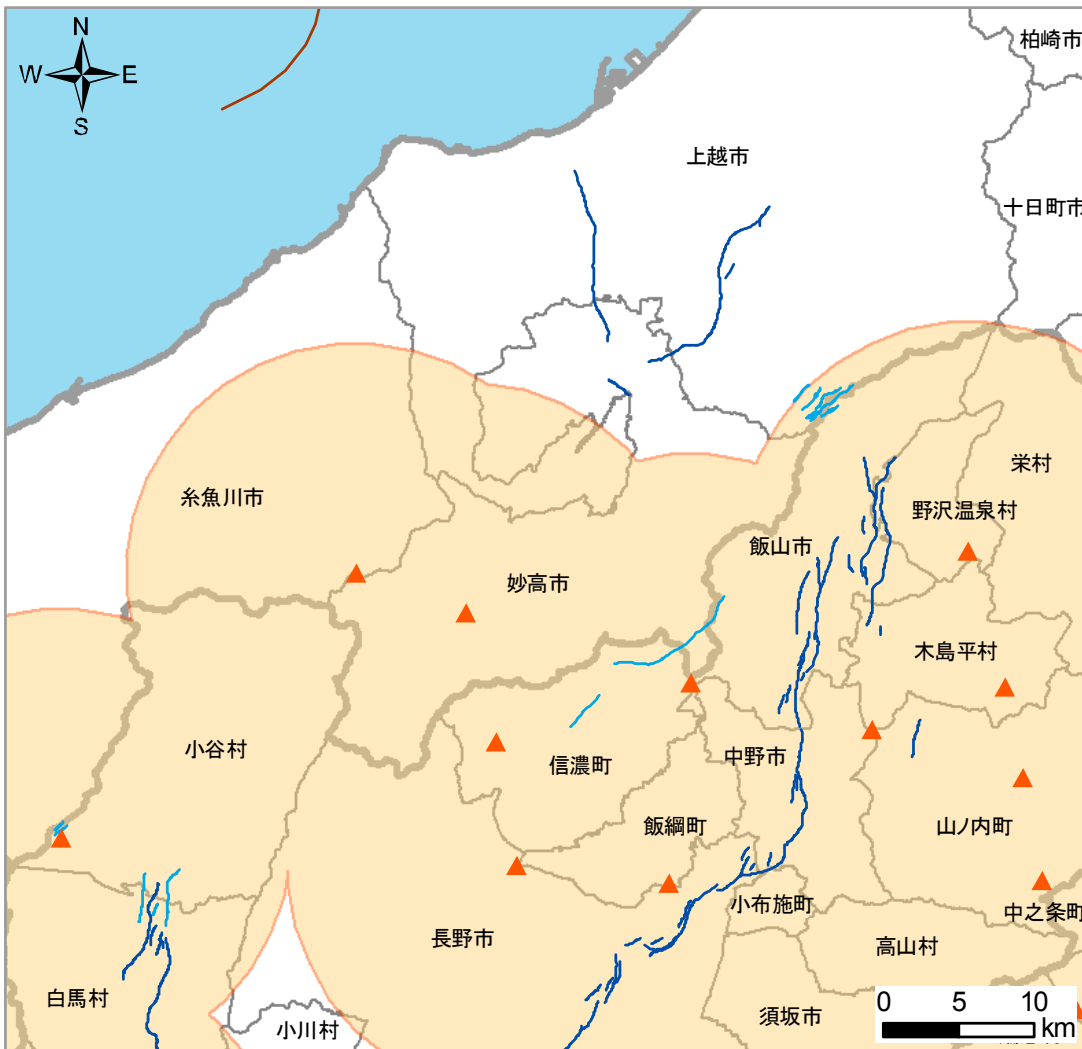 N
W E
S
柏崎市
上越市
十日町市
糸魚川市
栄村
野沢温泉村
飯山市
妙高市
木島平村
小谷村
信濃町
中野市
飯綱町
山ノ内町
小布施町
中之条町
長野市
高山村
白馬村
須坂市
小川村
0 5 10
km